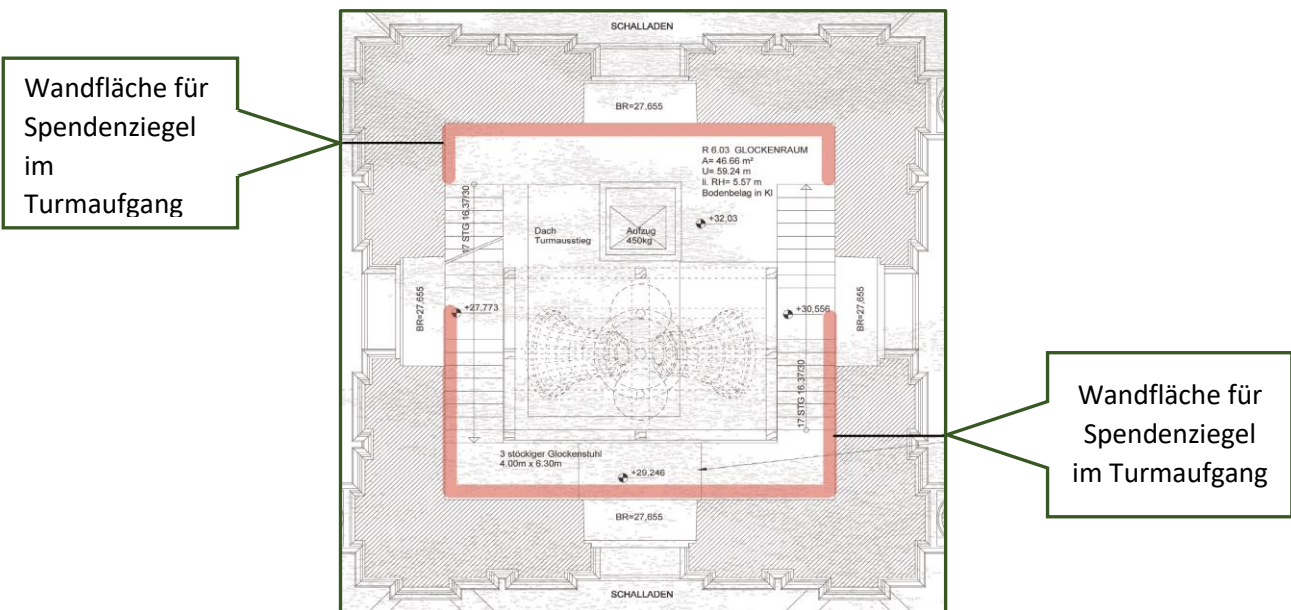 SCHALLADEN
Wandfläche für
Spendenziegel
im
Turmaufgang
BR=27,655
R 6.03 GLOCKENRAUM
A= 46.66 m²
U= 59.24 m
li. RH= 5.57 m
Bodenbelag in KI
17 STG 16.37/30
+32,03
Dach
Turmausstieg
Aufzug
450kg
BR=27,655
+27,773
+30,556
BR=27,655
17 STG 16.37/30
Wandfläche für
Spendenziegel
im Turmaufgang
3 stöckiger Glockenstuhl
4.00m x 6.30m
+29,246
BR=27,655
SCHALLADEN